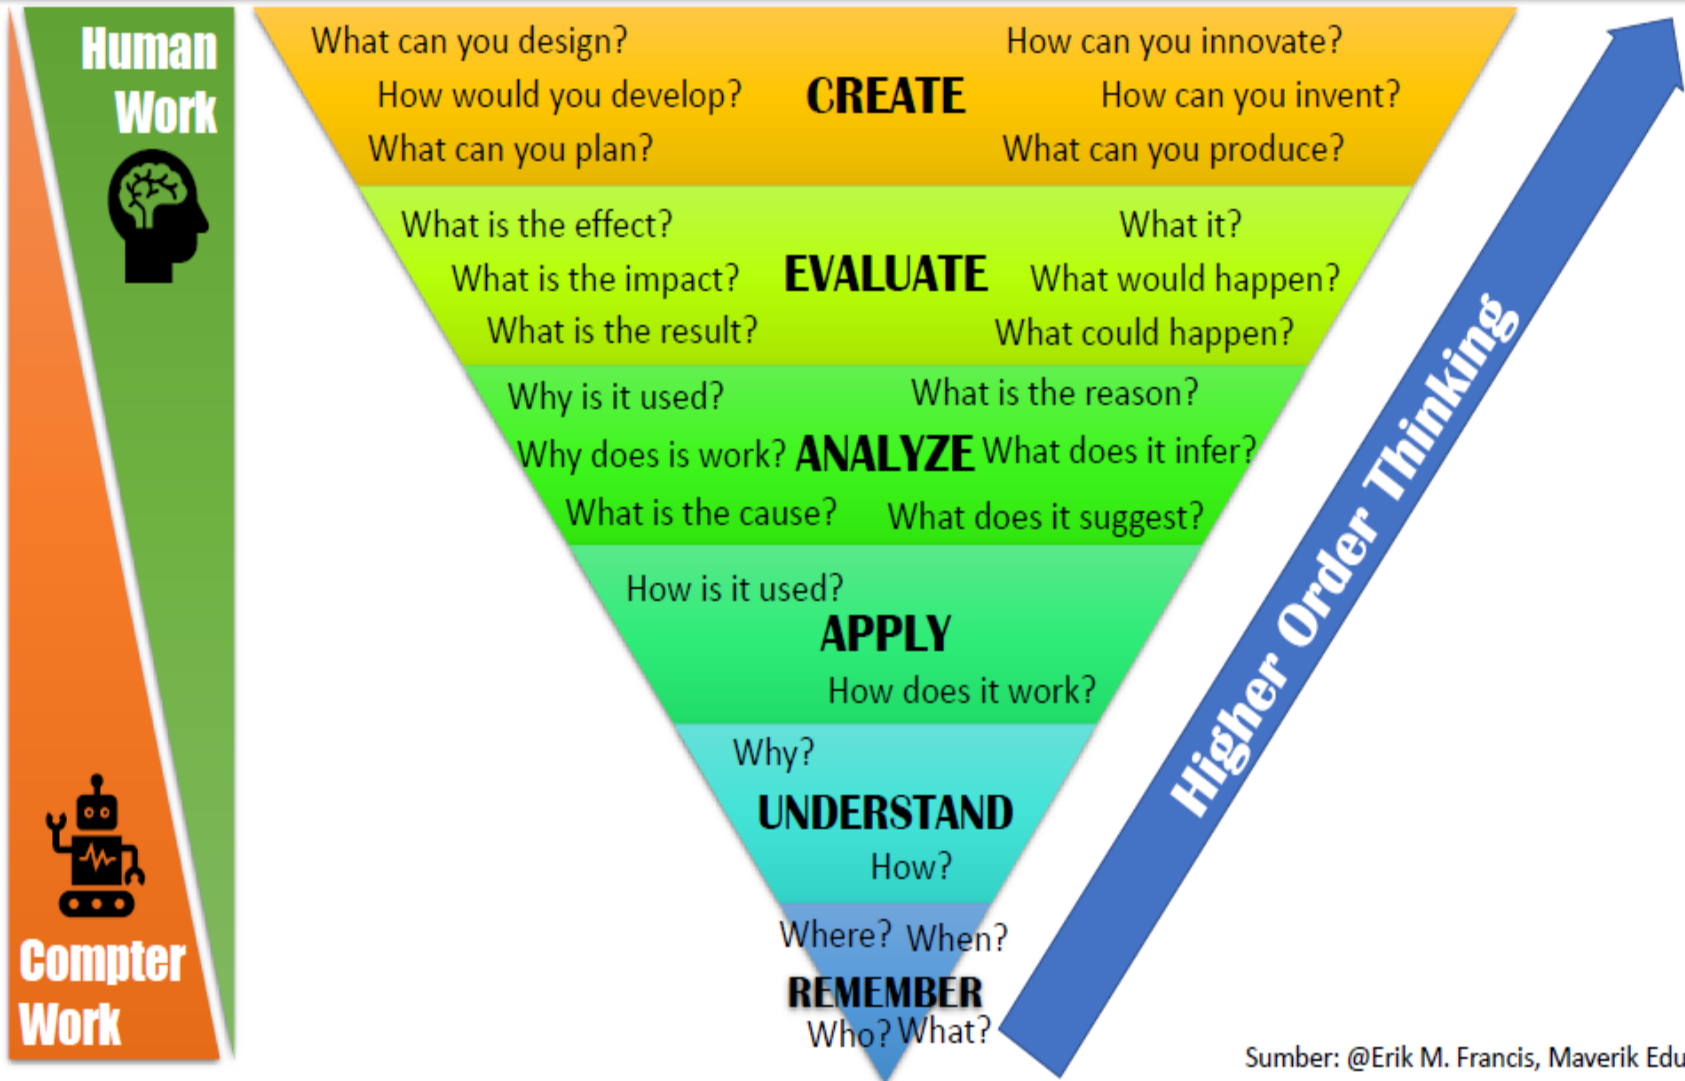 Human
Work
Compter
Work
What can you design?
How can you innovate?
How would you develop?
CREATE
How can you invent?
What can you plan?
What can you produce?
What is the effect?
What it?
What is the impact?
EVALUATE
What would happen?
What is the result?
What could happen?
Why is it used?
What is the reason?
Why does is work?
ANALYZE
What does it infer?
What is the cause?
What does it suggest?
How is it used?
APPLY
How does it work?
Why?
UNDERSTAND
How?
Where?
When?
REMEMBER
Who?
What?
Higher Order Thinking
Sumber: @Erik M. Francis, Maverik Edu